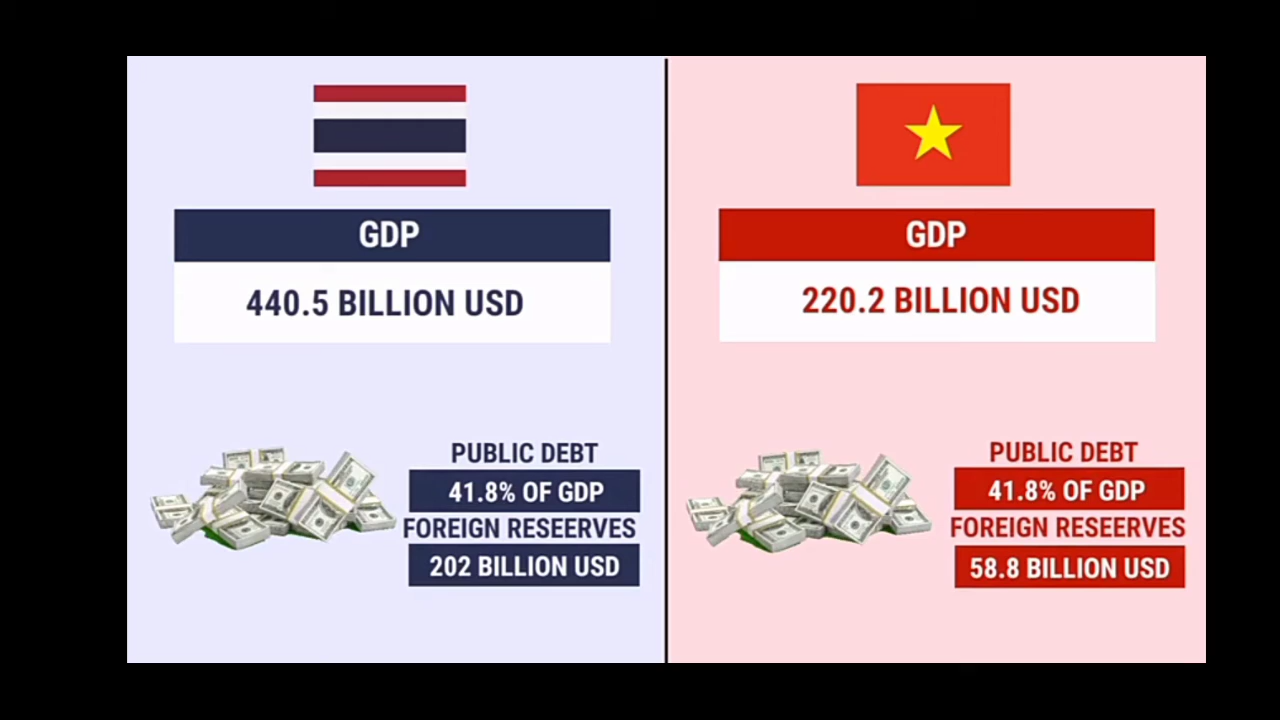 GDP
440.5 BILLION USD
PUBLIC DEBT
41.8% OF GDP
FOREIGN RESEERVES
202 BILLION USD
GDP
220.2 BILLION USD
PUBLIC DEBT
41.8% OF GDP
FOREIGN RESEERVES
58.8 BILLION USD